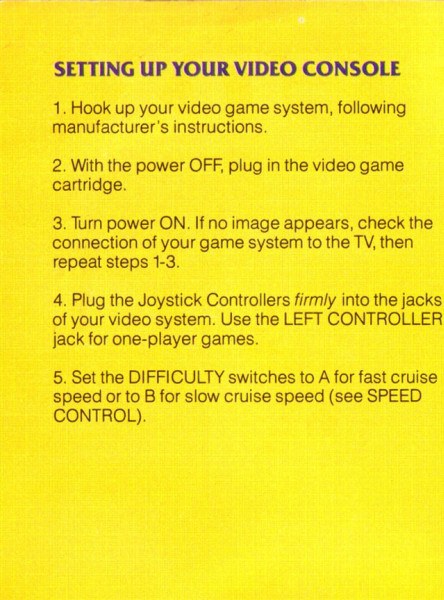 SETTING UP YOUR VIDEO CONSOLE
1. Hook up your video game system, following
manufacturer's instructions.
2. With the power OFF, plug in the video game
cartridge.
3. Turn power ON. If no image appears, check the
connection of your game system to the TV, then
repeat steps 1-3.
4. Plug the Joystick Controllers firmly into the jacks
of your video system. Use the LEFT CONTROLLER
jack for one-player games.
5. Set the DIFFICULTY switches to A for fast cruise
speed or to B for slow cruise speed (see SPEED
CONTROL).